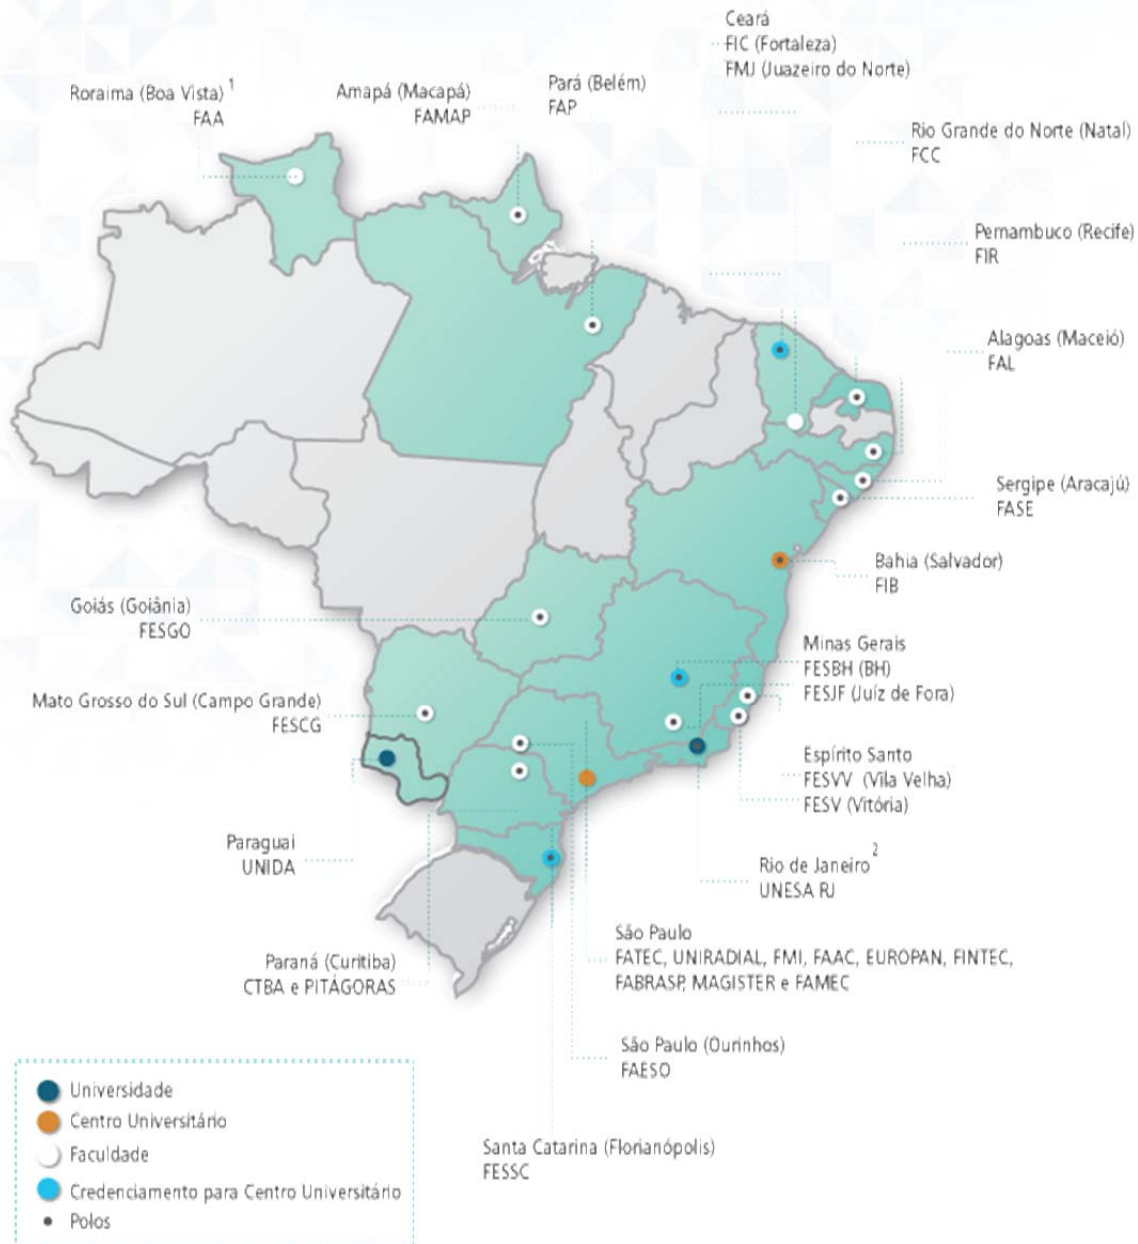 Ceará
FIC (Fortaleza)
FMJ (Juazeiro do Norte)
Roraima (Boa Vista) 1
FAA
Amapá (Macapá)
FAMAP
Pará (Belém)
FAP
Rio Grande do Norte (Natal)
FCC
Pernambuco (Recife)
FIR
Alagoas (Maceió)
FAL
Sergipe (Aracajú)
FASE
Bahia (Salvador)
FIB
Goiás (Goiânia)
FESGO
Minas Gerais
FESBH (BH)
FESJF (Juíz de Fora)
Mato Grosso do Sul (Campo Grande)
FESCG
Espírito Santo
FESVV (Vila Velha)
FESV (Vitória)
Paraguai
UNIDA
Rio de Janeiro 2
UNESA RJ
São Paulo
FATEC, UNIRADIAL, FMI, FAAC, EUROPAN, FINTEC,
FABRASP, MAGISTER e FAMEC
Paraná (Curitiba)
CTBA e PITÁGORAS
São Paulo (Ourinhos)
FAESO
Santa Catarina (Florianópolis)
FESSC
Universidade
Centro Universitário
Faculdade
Credenciamento para Centro Universitário
Polos